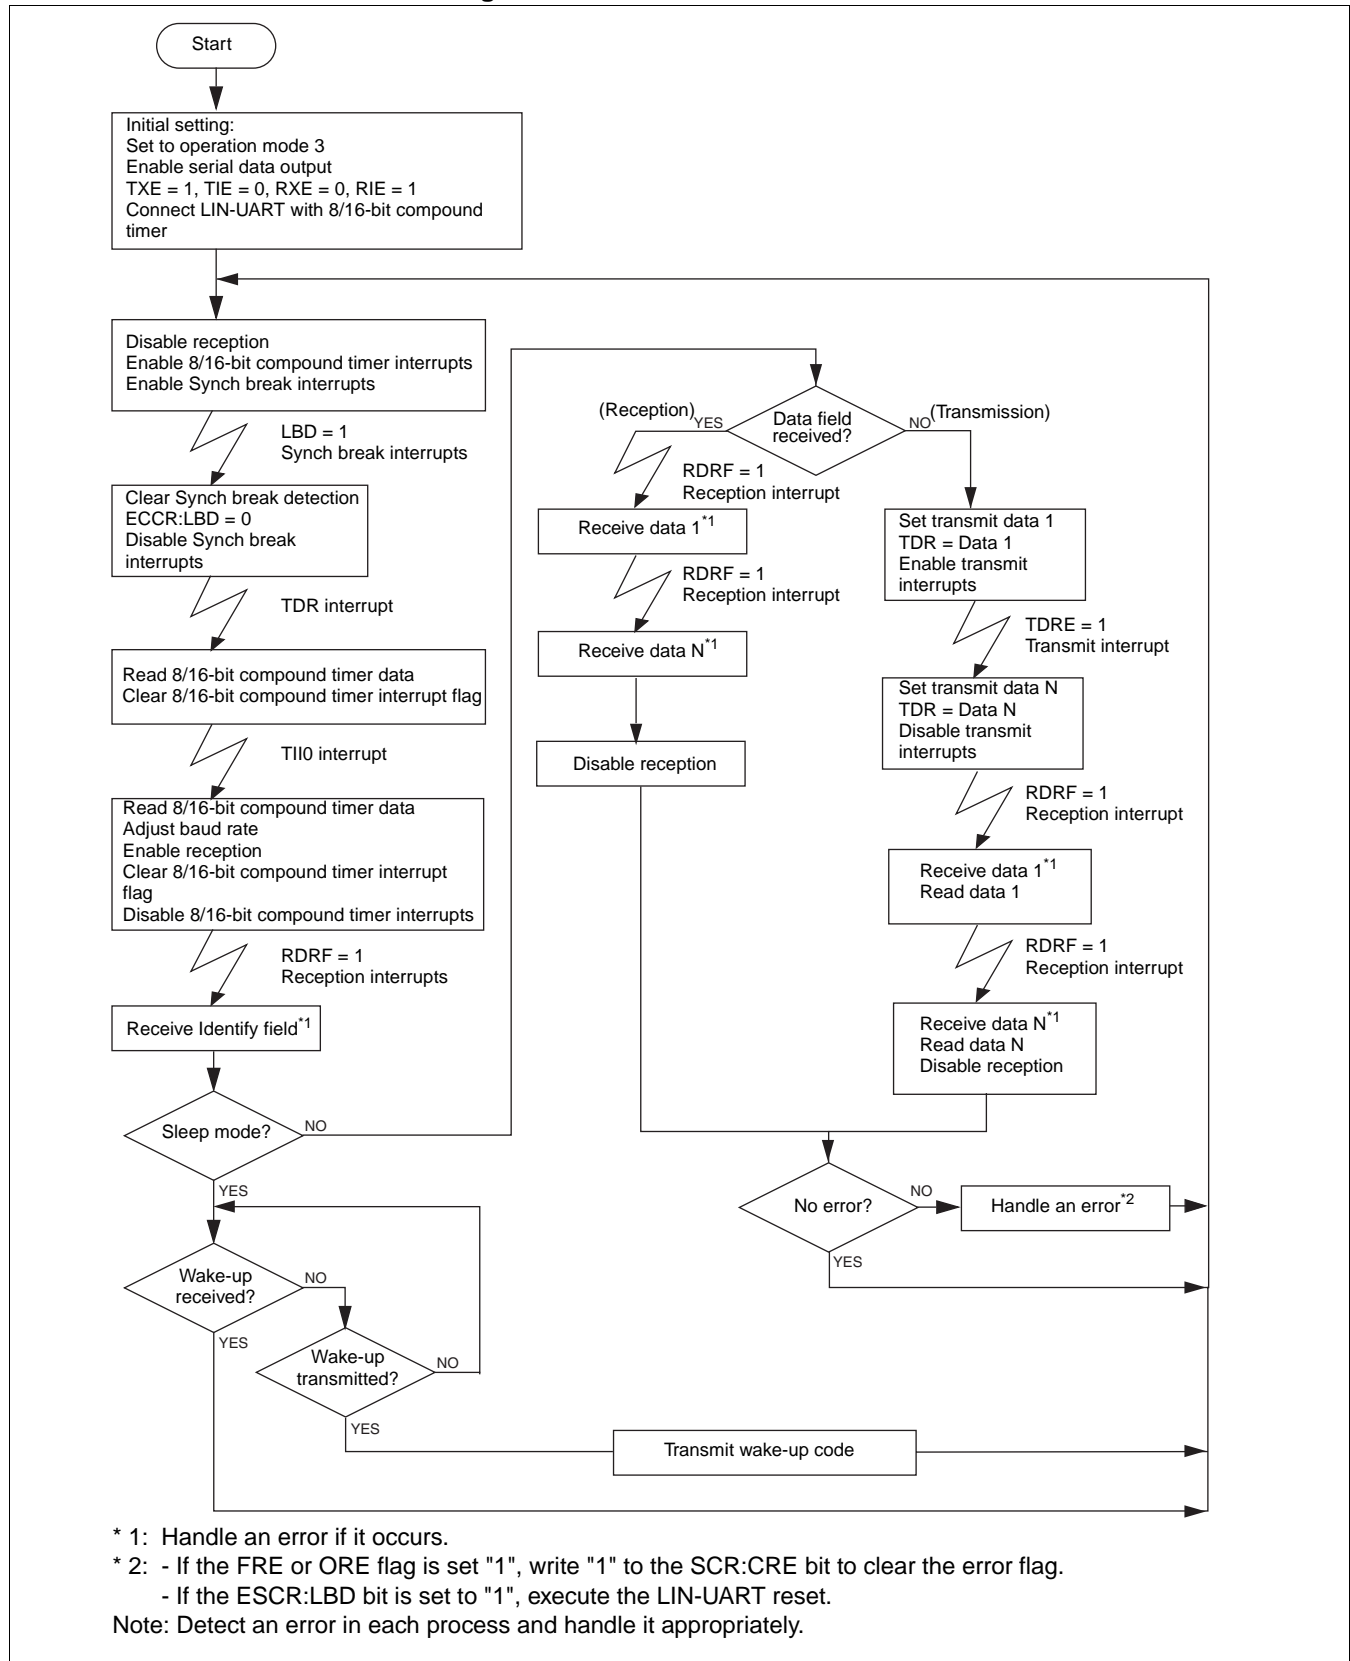 Start
Initial setting:
Set to operation mode 3
Enable serial data output
TXE = 1, TIE = 0, RXE = 0, RIE = 1
Connect LIN-UART with 8/16-bit compound
timer
Disable reception
Enable 8/16-bit compound timer interrupts
Enable Synch break interrupts
LBD = 1
Synch break interrupts
Clear Synch break detection
ECCR:LBD = 0
Disable Synch break
interrupts
TDR interrupt
Read 8/16-bit compound timer data
Clear 8/16-bit compound timer interrupt flag
TII0 interrupt
Read 8/16-bit compound timer data
Adjust baud rate
Enable reception
Clear 8/16-bit compound timer interrupt
flag
Disable 8/16-bit compound timer interrupts
RDRF = 1
Reception interrupts
Receive Identify field*1
Sleep mode?
NO
YES
Wake-up
received?
NO
YES
Wake-up
transmitted?
NO
YES
Transmit wake-up code
Data field
received?
(Reception)
YES
NO
(Transmission)
RDRF = 1
Reception interrupt
Receive data 1*1
RDRF = 1
Reception interrupt
Receive data N*1
Disable reception
Set transmit data 1
TDR = Data 1
Enable transmit
interrupts
TDRE = 1
Transmit interrupt
Set transmit data N
TDR = Data N
Disable transmit
interrupts
RDRF = 1
Reception interrupt
Receive data 1*1
Read data 1
RDRF = 1
Reception interrupt
Receive data N*1
Read data N
Disable reception
No error?
NO
YES
Handle an error*2
* 1: Handle an error if it occurs.
* 2: - If the FRE or ORE flag is set "1", write "1" to the SCR:CRE bit to clear the error flag.
- If the ESCR:LBD bit is set to "1", execute the LIN-UART reset.
Note: Detect an error in each process and handle it appropriately.